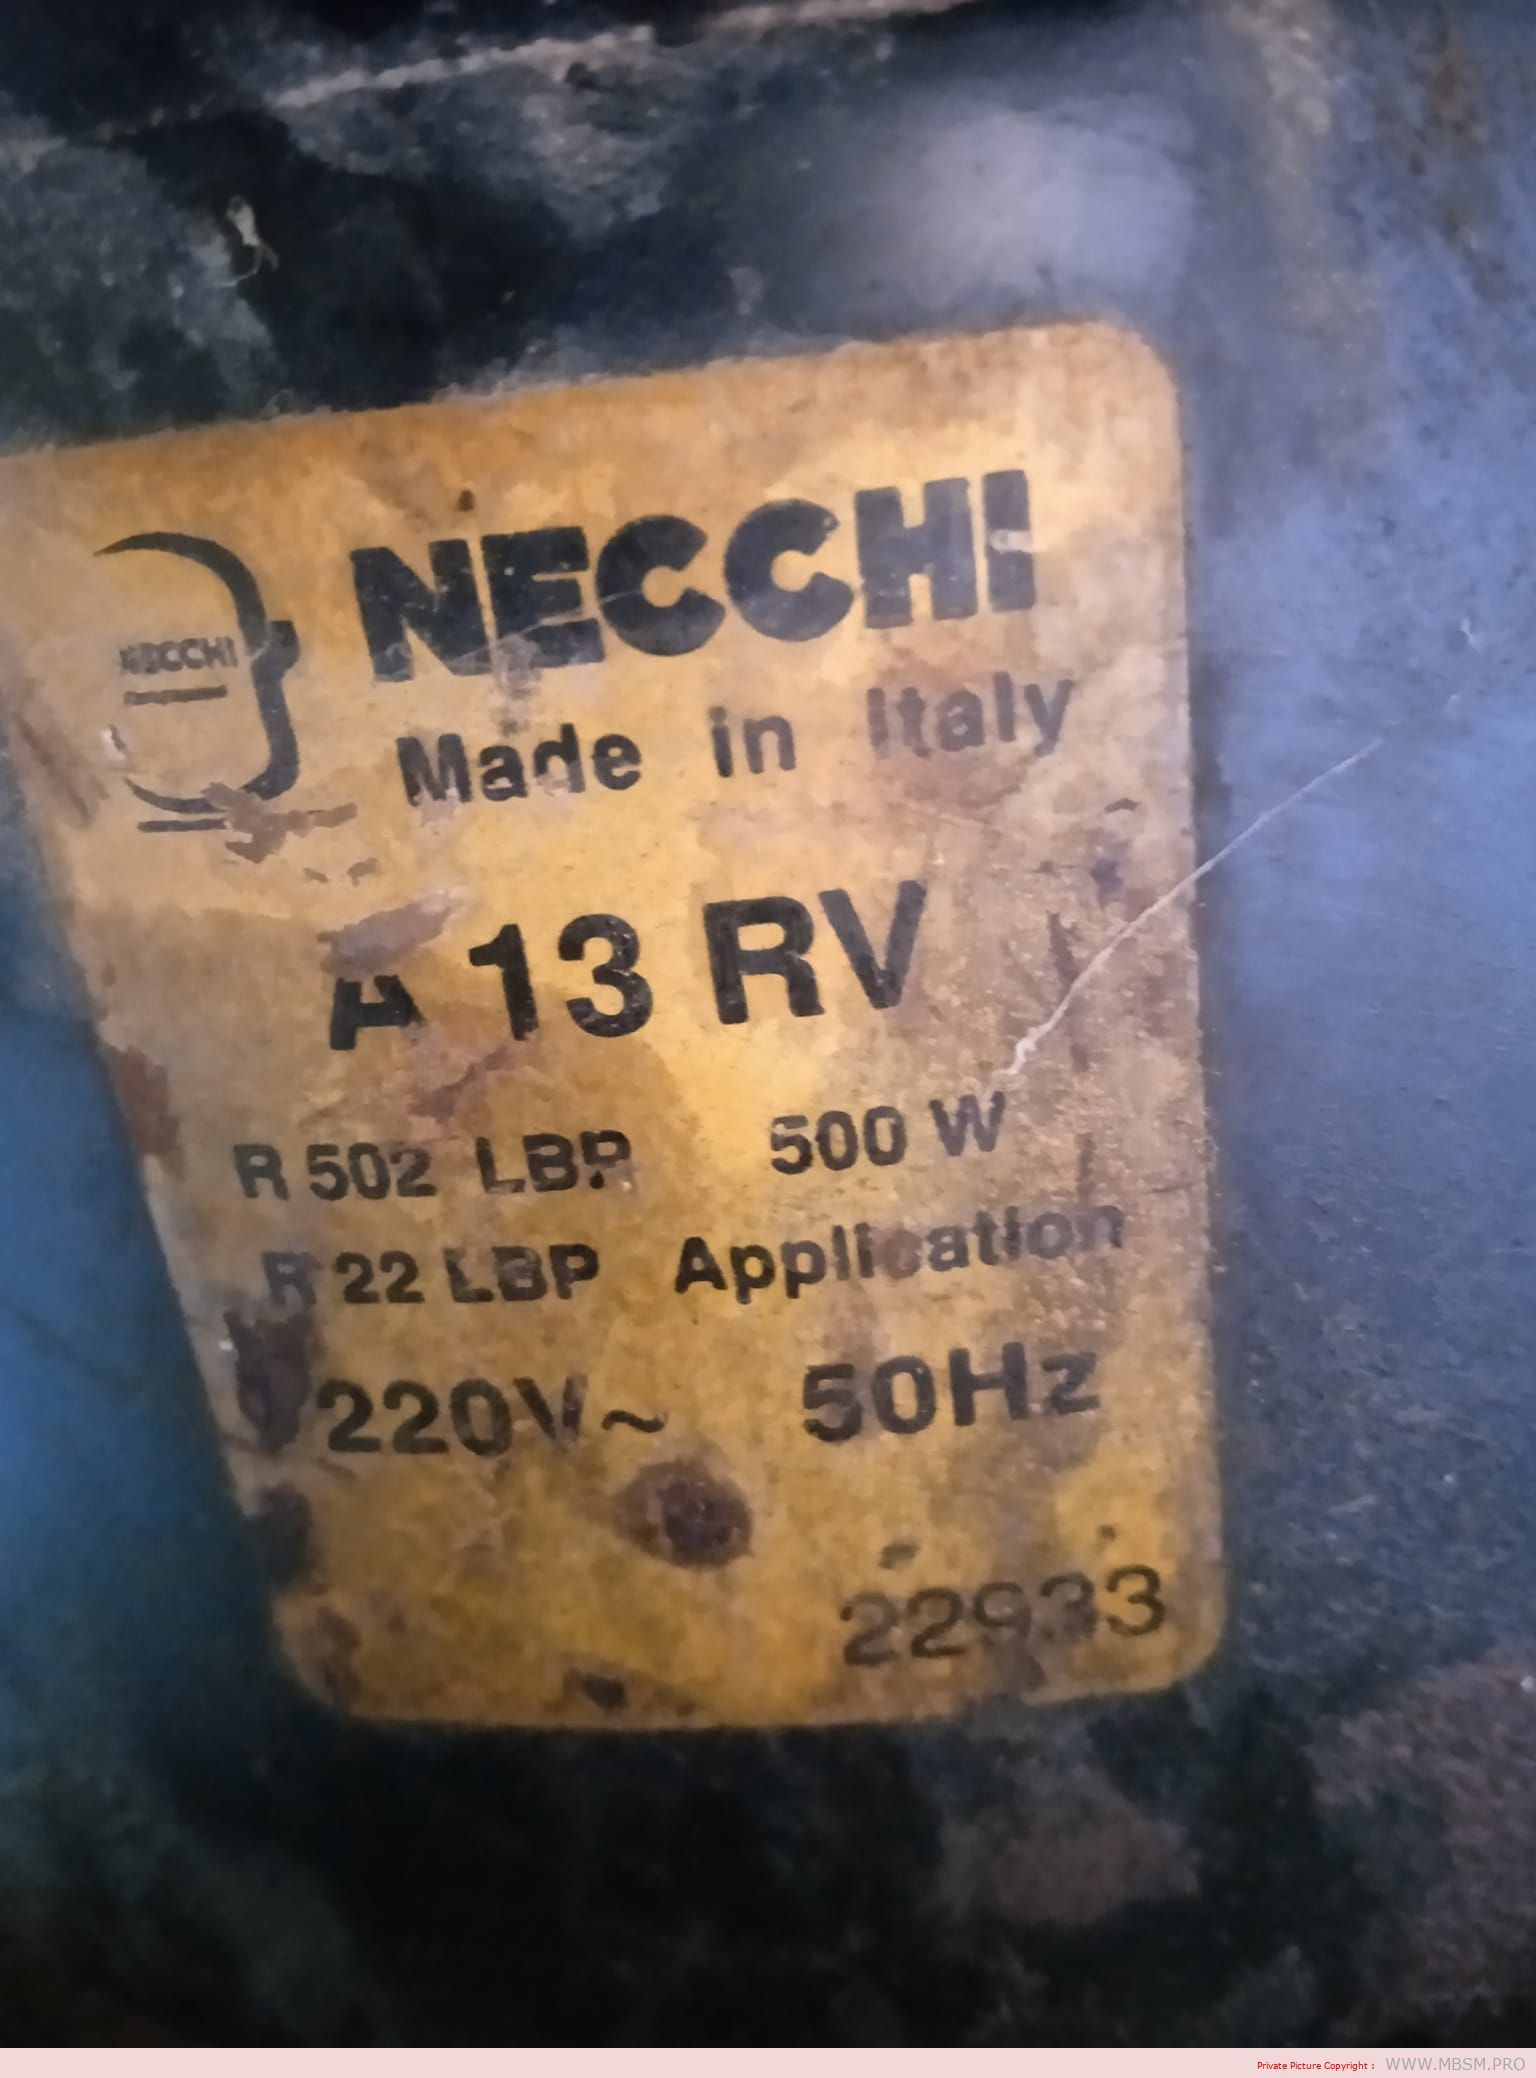 NECCHI
NECCHI
Made in Italy
A 13 RV
R 502 LBP 500 W
R 22 LBP Application
220V~ 50Hz
22933
Private Picture Copyright : WWW.MBSM.PRO